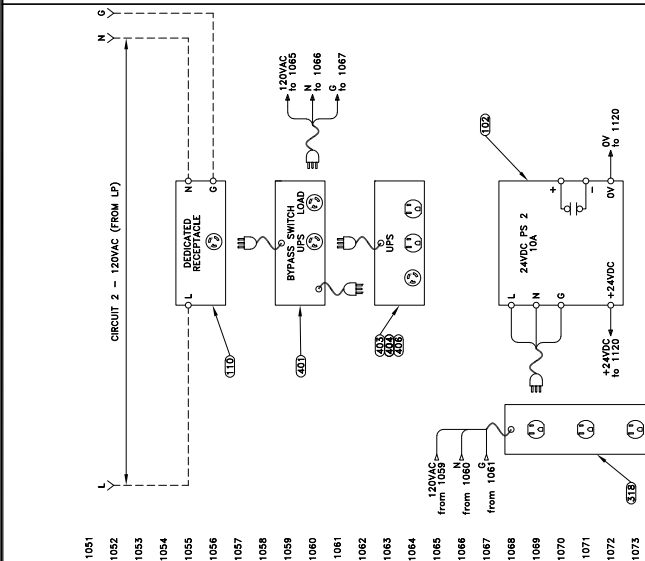 1051
1052
1053
1054
1055
1056
1057
1058
1059
1060
1061
1062
1063
1064
1065
1066
1067
1068
1069
1070
1071
1072
1073
L
N
G
CIRCUIT 2 - 120VAC (FROM LP)
L
DEDICATED
RECEPTACLE
N
G
110
BYPASS SWITCH
UPS
LOAD
401
120VAC
to 1065
N
to 1066
G
to 1067
UPS
403
404
406
120VAC
from 1059
N
from 1060
G
from 1061
318
L
N
G
24VDC PS 2
10A
+
-
+24VDC
0V
102
+24VDC
to 1120
0V
to 1120